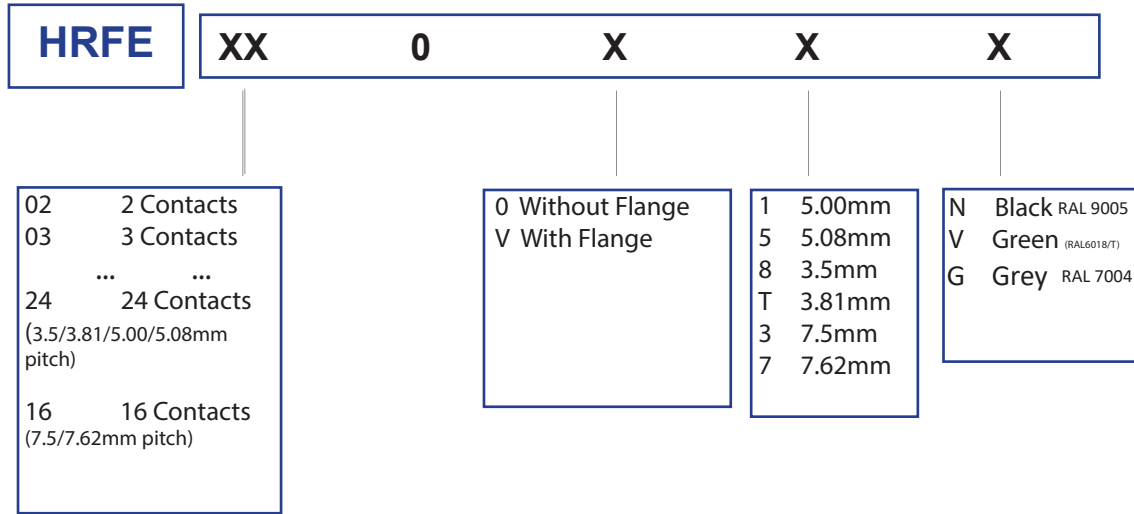 HRFE XX 0 X X X
02 2 Contacts
03 3 Contacts
... ...
24 24 Contacts
(3.5/3.81/5.00/5.08mm
pitch)
16 16 Contacts
(7.5/7.62mm pitch)
0 Without Flange
V With Flange
1 5.00mm
5 5.08mm
8 3.5mm
T 3.81mm
3 7.5mm
7 7.62mm
N Black RAL 9005
V Green (RAL6018/T)
G Grey RAL 7004